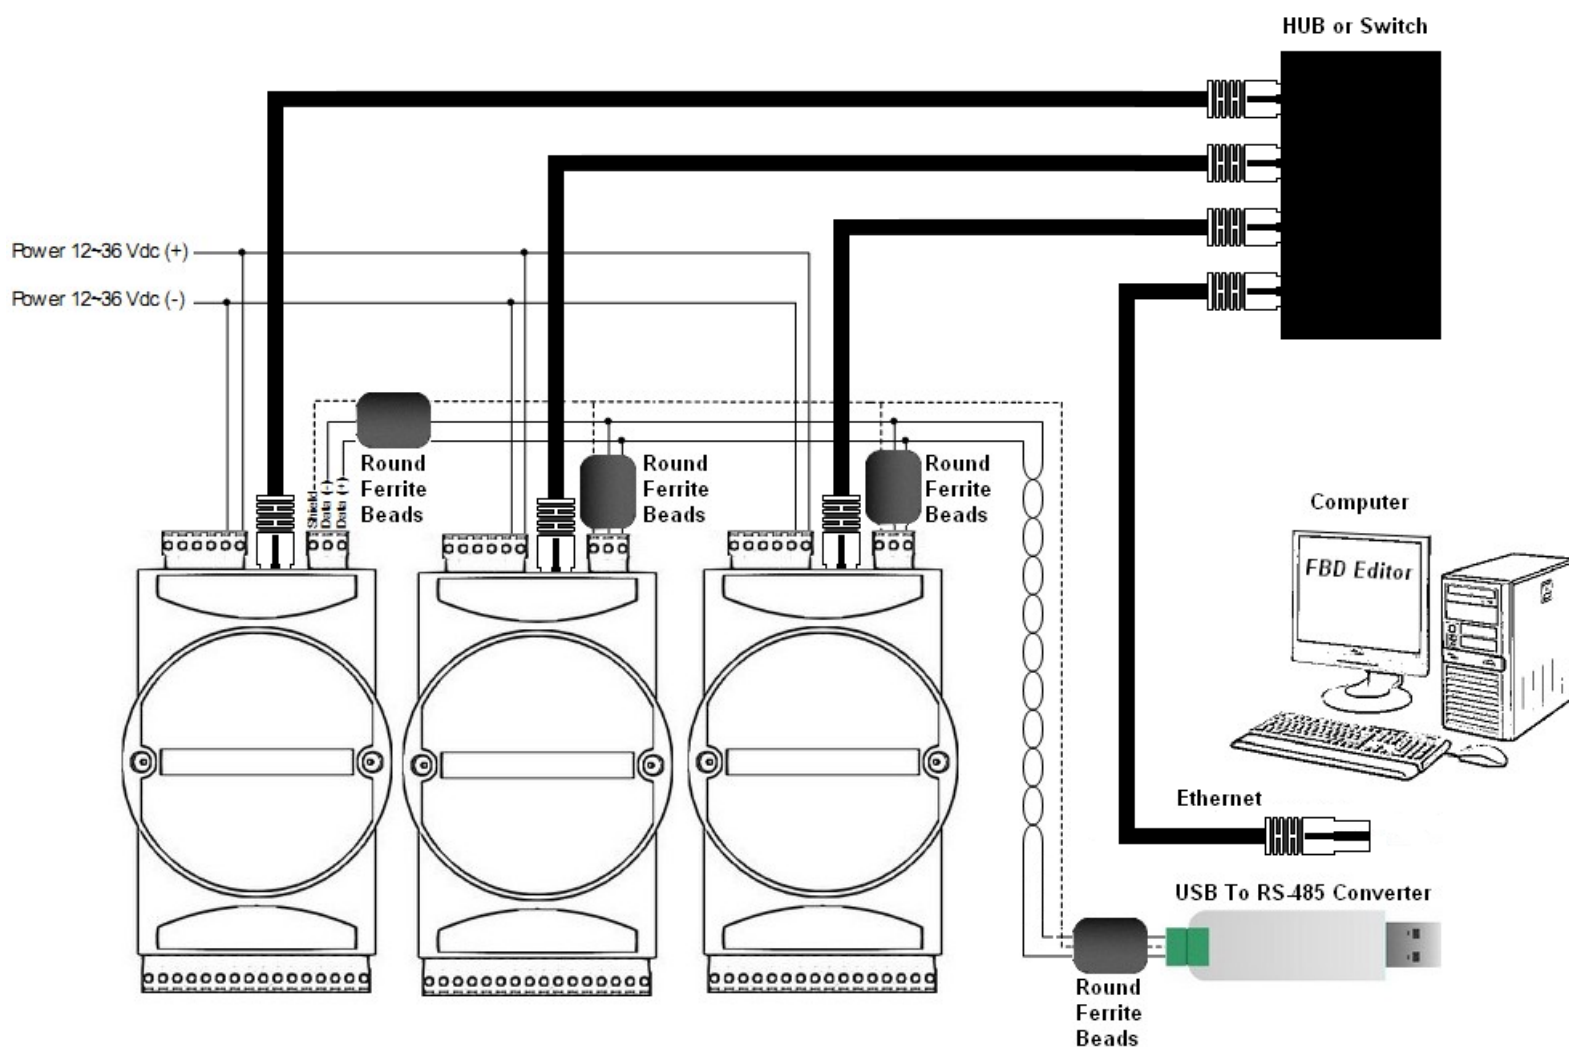 HUB or Switch
Power 12~36 Vdc (+)
Power 12~36 Vdc (-)
Shield
Data (-)
Data (+)
Round
Ferrite
Beads
Round
Ferrite
Beads
Round
Ferrite
Beads
Computer
FBD Editor
Ethernet
USB To RS-485 Converter
Round
Ferrite
Beads